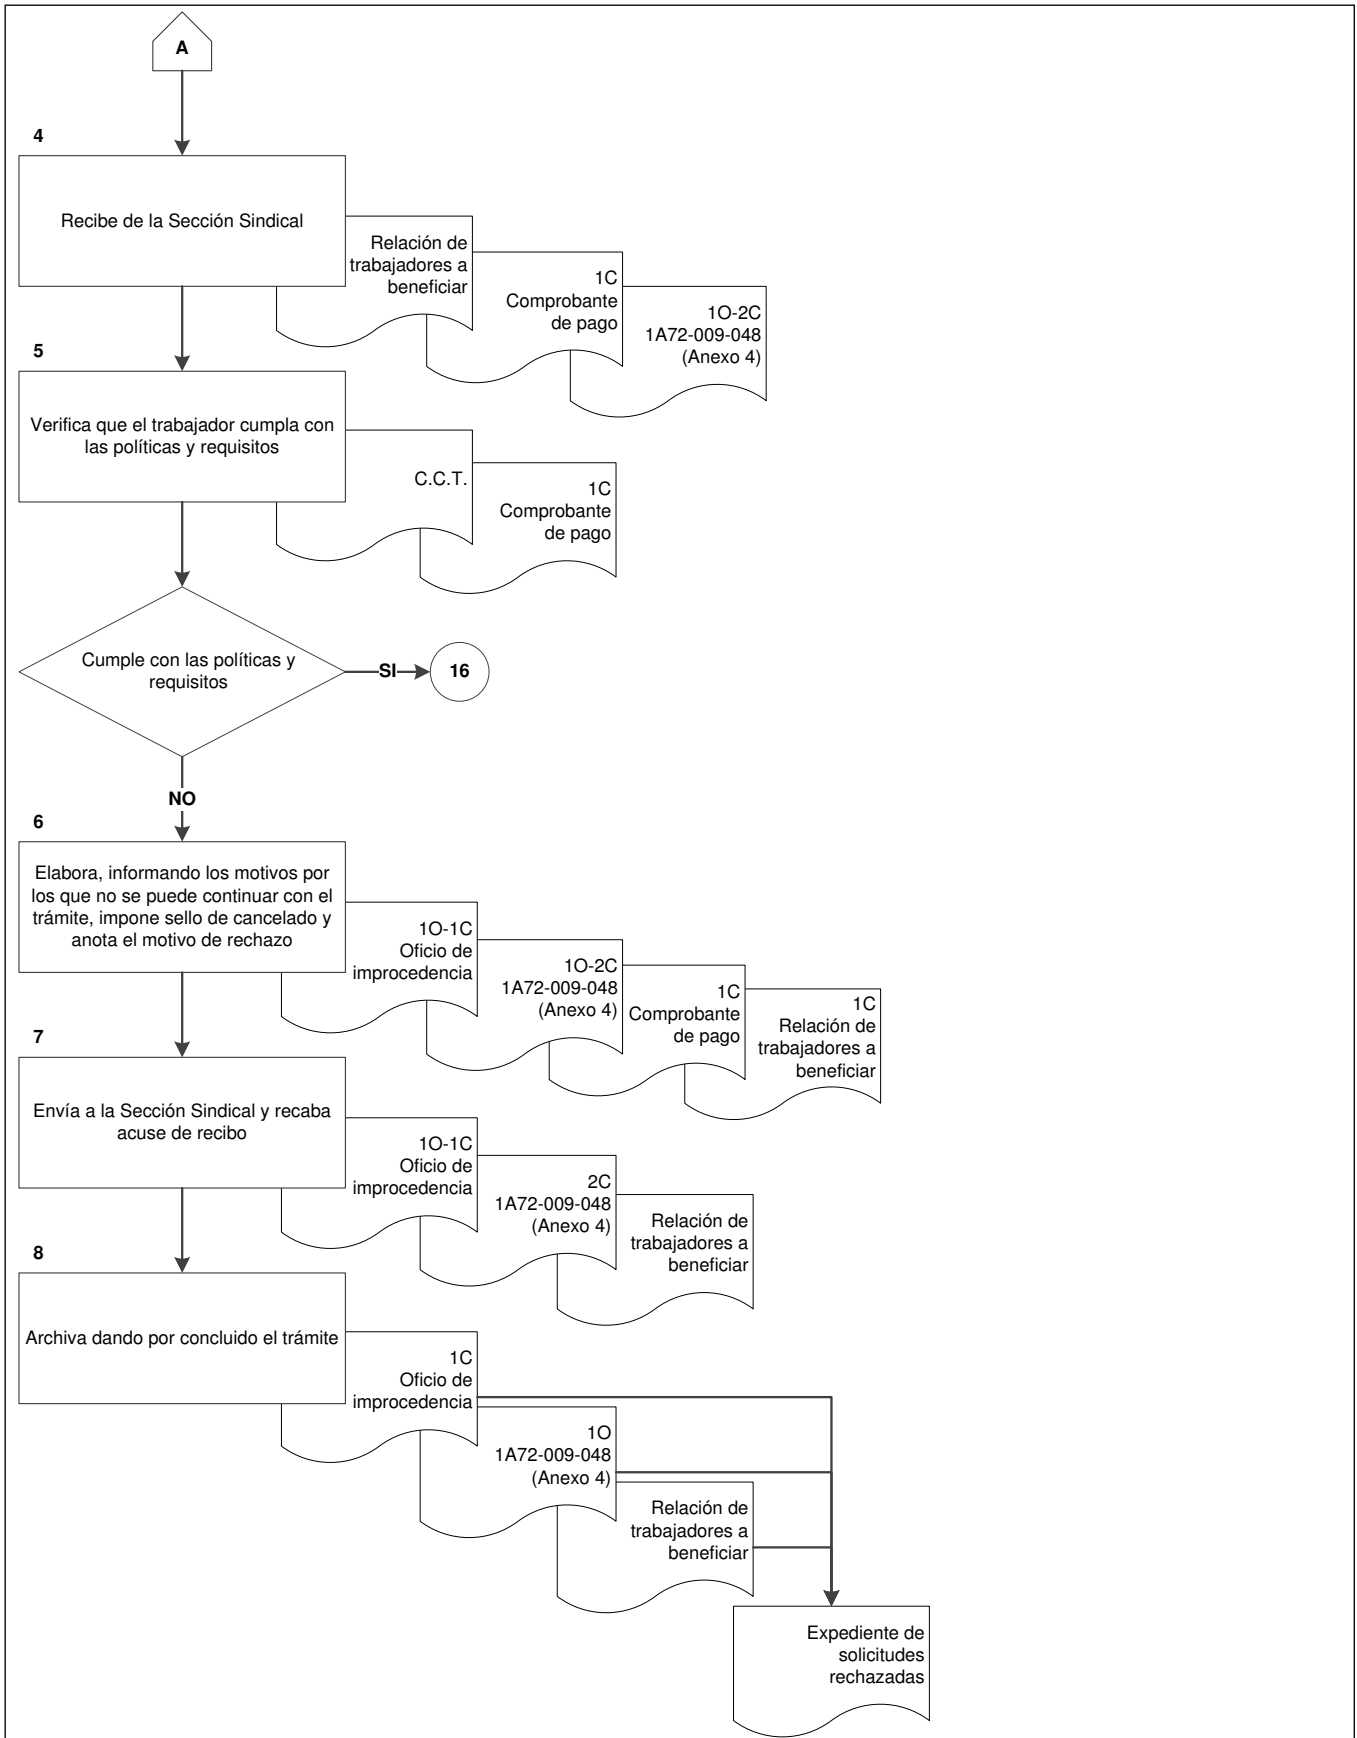 A
4
Recibe de la Sección Sindical
Relación de
trabajadores a
beneficiar
1C
Comprobante
de pago
1O-2C
1A72-009-048
(Anexo 4)
5
Verifica que el trabajador cumpla con
las políticas y requisitos
C.C.T.
1C
Comprobante
de pago
Cumple con las políticas y
requisitos
SI
16
NO
6
Elabora, informando los motivos por
los que no se puede continuar con el
trámite, impone sello de cancelado y
anota el motivo de rechazo
1O-1C
Oficio de
improcedencia
1O-2C
1A72-009-048
(Anexo 4)
1C
Comprobante
de pago
1C
Relación de
trabajadores a
beneficiar
7
Envía a la Sección Sindical y recaba
acuse de recibo
1O-1C
Oficio de
improcedencia
2C
1A72-009-048
(Anexo 4)
Relación de
trabajadores a
beneficiar
8
Archiva dando por concluido el trámite
1C
Oficio de
improcedencia
1O
1A72-009-048
(Anexo 4)
Relación de
trabajadores a
beneficiar
Expediente de
solicitudes
rechazadas